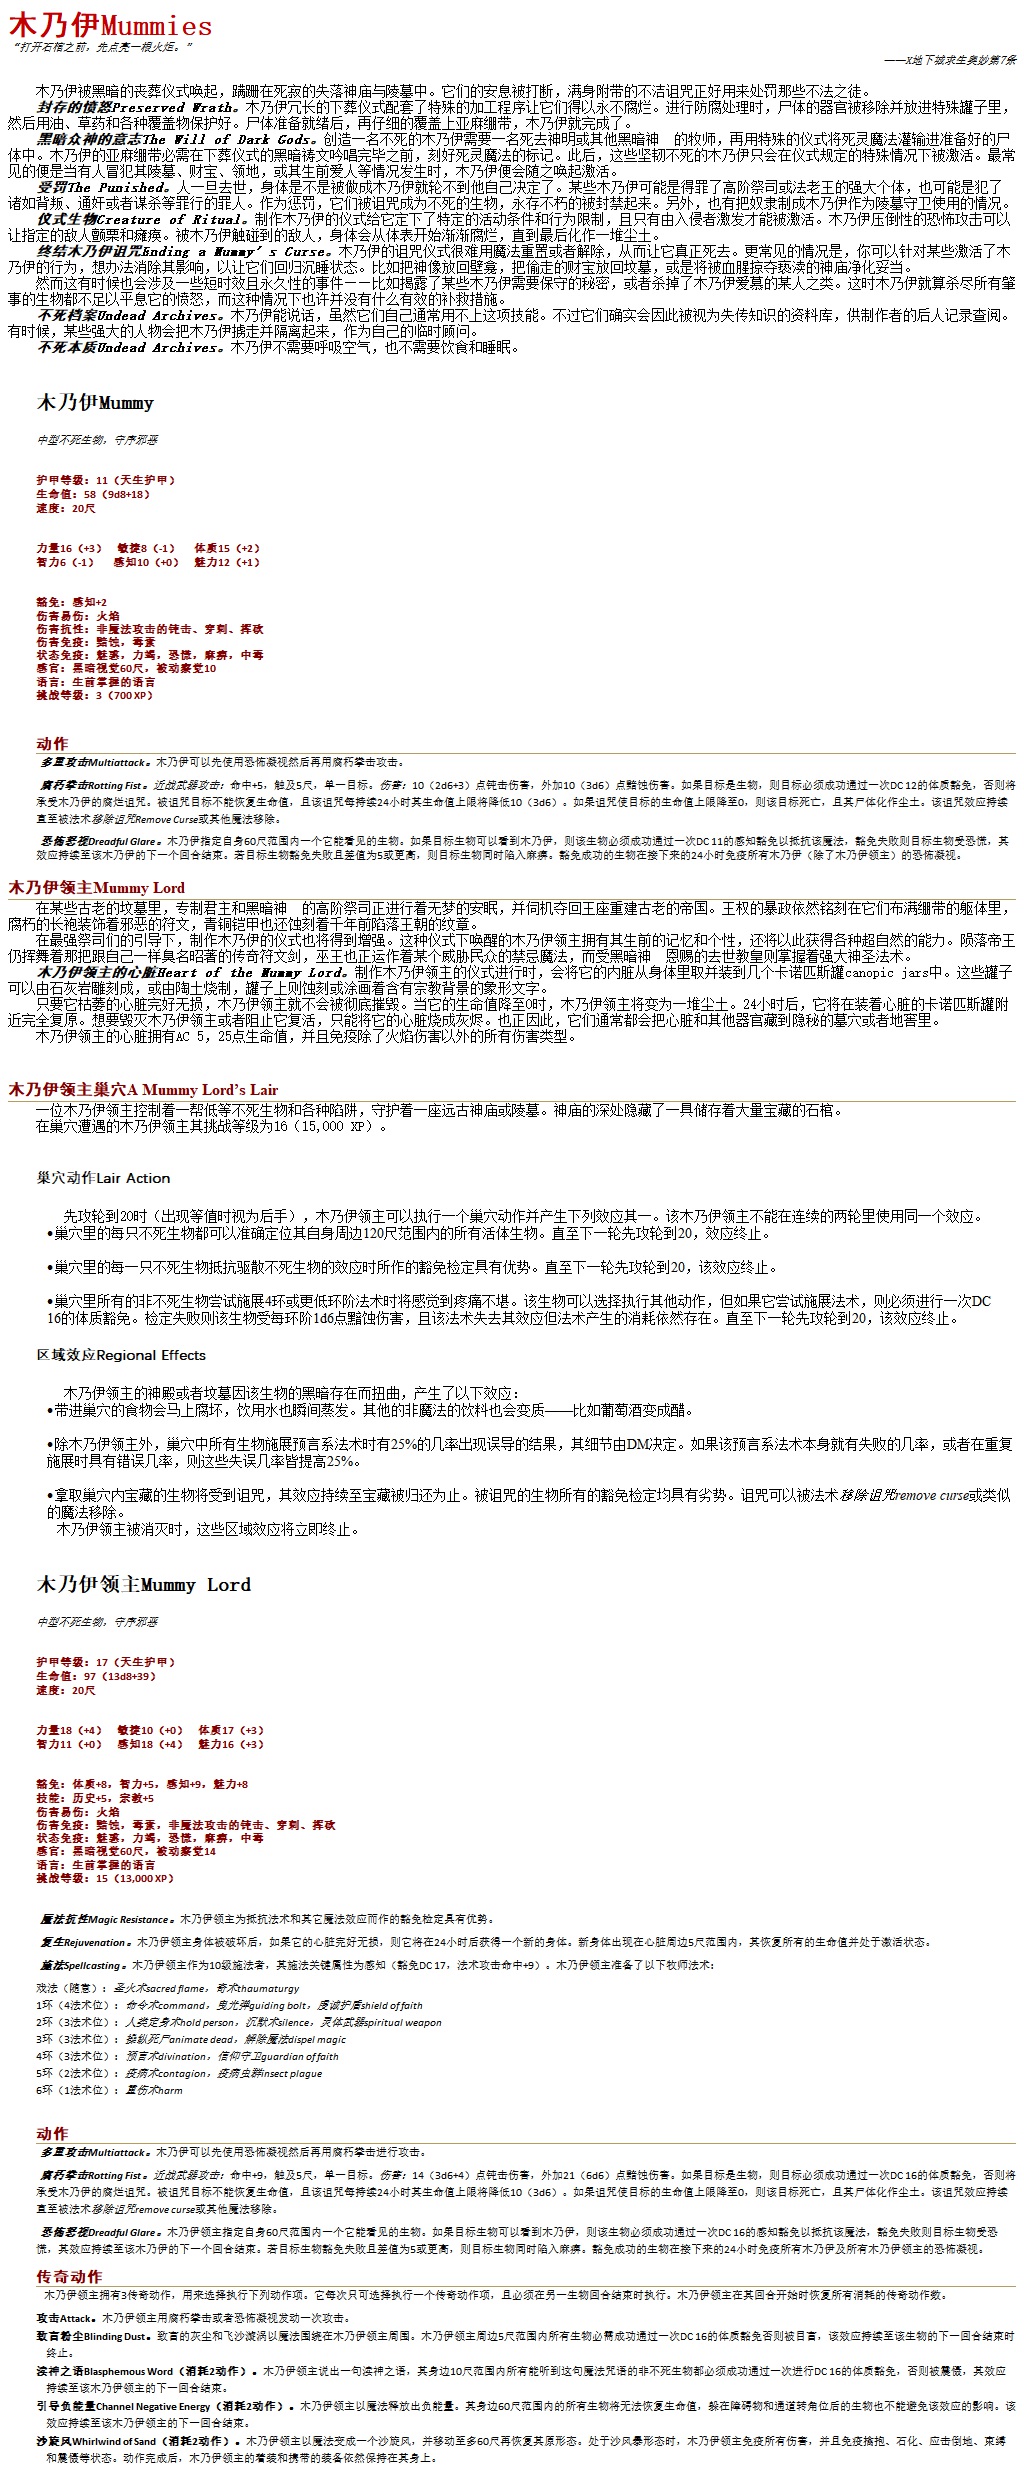 木乃伊Mummies
“打开石棺之前，先点亮一根火炬。”
——X地下城求生奥妙第7条
木乃伊被黑暗的丧葬仪式唤起，蹒跚在死寂的失落神庙与陵墓中。它们的安息被打断，满身附带的不洁诅咒正好用来处罚那些不法之徒。
封存的愤怒Preserved Wrath。木乃伊冗长的下葬仪式配套了特殊的加工程序让它们得以永不腐烂。进行防腐处理时，尸体的器官被移除并放进特殊罐子里，
然后用油、草药和各种覆盖物保护好。尸体准备就绪后，再仔细的覆盖上亚麻绷带，木乃伊就完成了。
黑暗众神的意志The Will of Dark Gods。创造一名不死的木乃伊需要一名死去神明或其他黑暗神 的牧师，再用特殊的仪式将死灵魔法灌输进准备好的尸
体中。木乃伊的亚麻绷带必需在下葬仪式的黑暗祷文吟唱完毕之前，刻好死灵魔法的标记。此后，这些坚韧不死的木乃伊只会在仪式规定的特殊情况下被激活。最常
见的便是当有人冒犯其陵墓、财宝、领地，或其生前爱人等情况发生时，木乃伊便会随之唤起激活。
受罚The Punished。人一旦去世，身体是不是被做成木乃伊就轮不到他自己决定了。某些木乃伊可能是得罪了高阶祭司或法老王的强大个体，也可能是犯了
诸如背叛、通奸或者谋杀等罪行的罪人。作为惩罚，它们被诅咒成为不死的生物，永存不朽的被封禁起来。另外，也有把奴隶制成木乃伊作为陵墓守卫使用的情况。
仪式生物Creature of Ritual。制作木乃伊的仪式给它定下了特定的活动条件和行为限制，且只有由入侵者激发才能被激活。木乃伊压倒性的恐怖攻击可以
让指定的敌人颤栗和瘫痪。被木乃伊触碰到的敌人，身体会从体表开始渐渐腐烂，直到最后化作一堆尘土。
终结木乃伊诅咒Ending a Mummy’s Curse。木乃伊的诅咒仪式很难用魔法重置或者解除，从而让它真正死去。更常见的情况是，你可以针对某些激活了木
乃伊的行为，想办法消除其影响，以让它们回归沉睡状态。比如把神像放回壁龛，把偷走的财宝放回坟墓，或是将被血腥掠夺亵渎的神庙净化妥当。
然而这有时候也会涉及一些短时效且永久性的事件——比如揭露了某些木乃伊需要保守的秘密，或者杀掉了木乃伊爱慕的某人之类。这时木乃伊就算杀尽所有肇
事的生物都不足以平息它的愤怒，而这种情况下也许并没有什么有效的补救措施。
不死档案Undead Archives。木乃伊能说话，虽然它们自己通常用不上这项技能。不过它们确实会因此被视为失传知识的资料库，供制作者的后人记录查阅。
有时候，某些强大的人物会把木乃伊掳走并隔离起来，作为自己的临时顾问。
不死本质Undead Archives。木乃伊不需要呼吸空气，也不需要饮食和睡眠。
木乃伊Mummy
中型不死生物，守序邪恶
护甲等级：11（天生护甲）
生命值：58（9d8+18）
速度：20尺
力量16（+3） 敏捷8（-1） 体质15（+2）
智力6（-1） 感知10（+0） 魅力12（+1）
豁免：感知+2
伤害易伤：火焰
伤害抗性：非魔法攻击的钝击、穿刺、挥砍
伤害免疫：黯蚀，毒素
状态免疫：魅惑，力竭，恐慌，麻痹，中毒
感官：黑暗视觉60尺，被动察觉10
语言：生前掌握的语言
挑战等级：3（700 XP）
动作
多重攻击Multiattack。木乃伊可以先使用恐怖凝视然后再用腐朽拳击攻击。
腐朽拳击Rotting Fist。近战武器攻击：命中+5，触及5尺，单一目标。伤害：10（2d6+3）点钝击伤害，外加10（3d6）点黯蚀伤害。如果目标是生物，则目标必须成功通过一次DC 12的体质豁免，否则将
承受木乃伊的腐烂诅咒。被诅咒目标不能恢复生命值，且该诅咒每持续24小时其生命值上限将降低10（3d6）。如果诅咒使目标的生命值上限降至0，则该目标死亡，且其尸体化作尘土。该诅咒效应持续
直至被法术移除诅咒Remove Curse或其他魔法移除。
恐怖怒视Dreadful Glare。木乃伊指定自身60尺范围内一个它能看见的生物。如果目标生物可以看到木乃伊，则该生物必须成功通过一次DC 11的感知豁免以抵抗该魔法，豁免失败则目标生物受恐慌，其
效应持续至该木乃伊的下一个回合结束。若目标生物豁免失败且差值为5或更高，则目标生物同时陷入麻痹。豁免成功的生物在接下来的24小时免疫所有木乃伊（除了木乃伊领主）的恐怖凝视。
木乃伊领主Mummy Lord
在某些古老的坟墓里，专制君主和黑暗神 的高阶祭司正进行着无梦的安眠，并伺机夺回王座重建古老的帝国。王权的暴政依然铭刻在它们布满绷带的躯体里，
腐朽的长袍装饰着邪恶的符文，青铜铠甲也还蚀刻着千年前陷落王朝的纹章。
在最强祭司们的引导下，制作木乃伊的仪式也将得到增强。这种仪式下唤醒的木乃伊领主拥有其生前的记忆和个性，还将以此获得各种超自然的能力。陨落帝王
仍挥舞着那把跟自己一样臭名昭著的传奇符文剑，巫王也正运作着某个威胁民众的禁忌魔法，而受黑暗神 恩赐的去世教皇则掌握着强大神圣法术。
木乃伊领主的心脏Heart of the Mummy Lord。制作木乃伊领主的仪式进行时，会将它的内脏从身体里取并装到几个卡诺匹斯罐canopic jars中。这些罐子
可以由石灰岩雕刻成，或由陶土烧制，罐子上则蚀刻或涂画着含有宗教背景的象形文字。
只要它枯萎的心脏完好无损，木乃伊领主就不会被彻底摧毁。当它的生命值降至0时，木乃伊领主将变为一堆尘土。24小时后，它将在装着心脏的卡诺匹斯罐附
近完全复原。想要毁灭木乃伊领主或者阻止它复活，只能将它的心脏烧成灰烬。也正因此，它们通常都会把心脏和其他器官藏到隐秘的墓穴或者地窖里。
木乃伊领主的心脏拥有AC 5，25点生命值，并且免疫除了火焰伤害以外的所有伤害类型。
木乃伊领主巢穴A Mummy Lord’s Lair
一位木乃伊领主控制着一帮低等不死生物和各种陷阱，守护着一座远古神庙或陵墓。神庙的深处隐藏了一具储存着大量宝藏的石棺。
在巢穴遭遇的木乃伊领主其挑战等级为16（15,000 XP）。
巢穴动作Lair Action
先攻轮到20时（出现等值时视为后手），木乃伊领主可以执行一个巢穴动作并产生下列效应其一。该木乃伊领主不能在连续的两轮里使用同一个效应。
•巢穴里的每只不死生物都可以准确定位其自身周边120尺范围内的所有活体生物。直至下一轮先攻轮到20，效应终止。
•巢穴里的每一只不死生物抵抗驱散不死生物的效应时所作的豁免检定具有优势。直至下一轮先攻轮到20，该效应终止。
•巢穴里所有的非不死生物尝试施展4环或更低环阶法术时将感觉到疼痛不堪。该生物可以选择执行其他动作，但如果它尝试施展法术，则必须进行一次DC
16的体质豁免。检定失败则该生物受每环阶1d6点黯蚀伤害，且该法术失去其效应但法术产生的消耗依然存在。直至下一轮先攻轮到20，该效应终止。
区域效应Regional Effects
木乃伊领主的神殿或者坟墓因该生物的黑暗存在而扭曲，产生了以下效应：
•带进巢穴的食物会马上腐坏，饮用水也瞬间蒸发。其他的非魔法的饮料也会变质——比如葡萄酒变成醋。
•除木乃伊领主外，巢穴中所有生物施展预言系法术时有25%的几率出现误导的结果，其细节由DM决定。如果该预言系法术本身就有失败的几率，或者在重复
施展时具有错误几率，则这些失误几率皆提高25%。
•拿取巢穴内宝藏的生物将受到诅咒，其效应持续至宝藏被归还为止。被诅咒的生物所有的豁免检定均具有劣势。诅咒可以被法术移除诅咒remove curse或类似
的魔法移除。
木乃伊领主被消灭时，这些区域效应将立即终止。
木乃伊领主Mummy Lord
中型不死生物，守序邪恶
护甲等级：17（天生护甲）
生命值：97（13d8+39）
速度：20尺
力量18（+4） 敏捷10（+0） 体质17（+3）
智力11（+0） 感知18（+4） 魅力16（+3）
豁免：体质+8，智力+5，感知+9，魅力+8
技能：历史+5，宗教+5
伤害易伤：火焰
伤害免疫：黯蚀，毒素，非魔法攻击的钝击、穿刺、挥砍
状态免疫：魅惑，力竭，恐慌，麻痹，中毒
感官：黑暗视觉60尺，被动察觉14
语言：生前掌握的语言
挑战等级：15（13,000 XP）
魔法抗性Magic Resistance。木乃伊领主为抵抗法术和其它魔法效应而作的豁免检定具有优势。
复生Rejuvenation。木乃伊领主身体被破坏后，如果它的心脏完好无损，则它将在24小时后获得一个新的身体。新身体出现在心脏周边5尺范围内，其恢复所有的生命值并处于激活状态。
施法Spellcasting。木乃伊领主作为10级施法者，其施法关键属性为感知（豁免DC 17，法术攻击命中+9）。木乃伊领主准备了以下牧师法术：
戏法（随意）：圣火术sacred flame，奇术thaumaturgy
1环（4法术位）：命令术command，曳光弹guiding bolt，虔诚护盾shield of faith
2环（3法术位）：人类定身术hold person，沉默术silence，灵体武器spiritual weapon
3环（3法术位）：操纵死尸animate dead，解除魔法dispel magic
4环（3法术位）：预言术divination，信仰守卫guardian of faith
5环（2法术位）：疫病术contagion，疫病虫群insect plague
6环（1法术位）：重伤术harm
动作
多重攻击Multiattack。木乃伊可以先使用恐怖凝视然后再用腐朽拳击进行攻击。
腐朽拳击Rotting Fist。近战武器攻击：命中+9，触及5尺，单一目标。伤害：14（3d6+4）点钝击伤害，外加21（6d6）点黯蚀伤害。如果目标是生物，则目标必须成功通过一次DC 16的体质豁免，否则将
承受木乃伊的腐烂诅咒。被诅咒目标不能恢复生命值，且该诅咒每持续24小时其生命值上限将降低10（3d6）。如果诅咒使目标的生命值上限降至0，则该目标死亡，且其尸体化作尘土。该诅咒效应持续
直至被法术移除诅咒remove curse或其他魔法移除。
恐怖怒视Dreadful Glare。木乃伊领主指定自身60尺范围内一个它能看见的生物。如果目标生物可以看到木乃伊，则该生物必须成功通过一次DC 16的感知豁免以抵抗该魔法，豁免失败则目标生物受恐
慌，其效应持续至该木乃伊的下一个回合结束。若目标生物豁免失败且差值为5或更高，则目标生物同时陷入麻痹。豁免成功的生物在接下来的24小时免疫所有木乃伊及所有木乃伊领主的恐怖凝视。
传奇动作
木乃伊领主拥有3传奇动作，用来选择执行下列动作项。它每次只可选择执行一个传奇动作项，且必须在另一生物回合结束时执行。木乃伊领主在其回合开始时恢复所有消耗的传奇动作数。
攻击Attack。木乃伊领主用腐朽拳击或者恐怖凝视发动一次攻击。
致盲粉尘Blinding Dust。致盲的灰尘和飞沙漩涡以魔法围绕在木乃伊领主周围。木乃伊领主周边5尺范围内所有生物必需成功通过一次DC 16的体质豁免否则被目盲，该效应持续至该生物的下一回合结束时
终止。
渎神之语Blasphemous Word（消耗2动作）。木乃伊领主说出一句渎神之语，其身边10尺范围内所有能听到这句魔法咒语的非不死生物都必须成功通过一次进行DC 16的体质豁免，否则被震慑，其效应
持续至该木乃伊领主的下一回合结束。
引导负能量Channel Negative Energy（消耗2动作）。木乃伊领主以魔法释放出负能量。其身边60尺范围内的所有生物将无法恢复生命值，躲在障碍物和通道转角位后的生物也不能避免该效应的影响。该
效应持续至该木乃伊领主的下一回合结束。
沙旋风Whirlwind of Sand（消耗2动作）。木乃伊领主以魔法变成一个沙旋风，并移动至多60尺再恢复其原形态。处于沙风暴形态时，木乃伊领主免疫所有伤害，并且免疫擒抱、石化、应击倒地、束缚
和震慑等状态。动作完成后，木乃伊领主的着装和携带的装备依然保持在其身上。